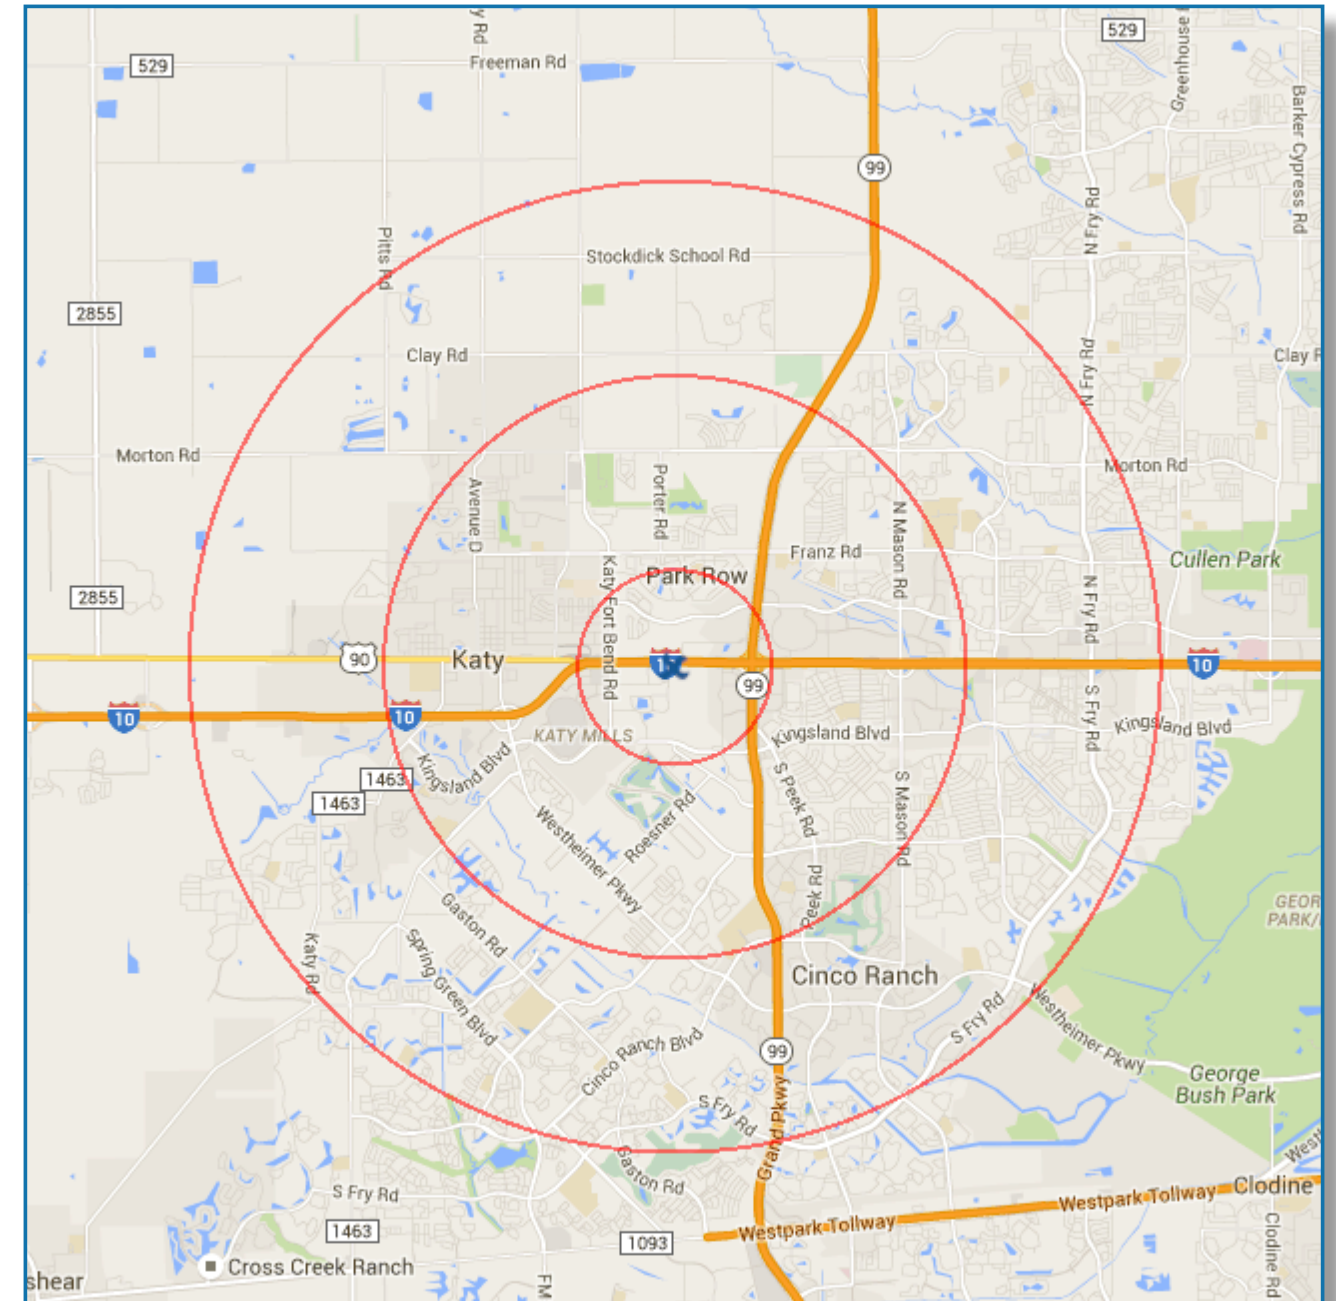 y Rd
529
Freeman Rd
529
Greenhouse
Barker Cypress Rd
99
N Fry Rd
Pitts Rd
Stockdick School Rd
2855
Clay Rd
N Fry Rd
Clay R
Morton Rd
Morton Rd
Avenue D
Porter Rd
N Mason Rd
Franz Rd
Cullen Park
Park Row
Katy Fort Bend Rd
2855
N Fry Rd
90
Katy
10
99
10
10
S Fry Rd
Kingsland Blvd
KATY MILLS
Kingsland Blvd
Kingsland Blvd
1463
1463
S Peek Rd
S Mason Rd
Roesner Rd
Westheimer Pkwy
Peek Rd
GEOR
PARK/
Gaston Rd
Katy Rd
Spring Green Blvd
Cinco Ranch
S Fry Rd
Westheimer Pkwy
Cinco Ranch Blvd
99
George
Bush Park
S Fry Rd
Grand Pkwy
West
Gaston Rd
S Fry Rd
Westpark Tollway
Clodine
1463
1093
Westpark Tollway
Clodine Rd
Cross Creek Ranch
shear
FM